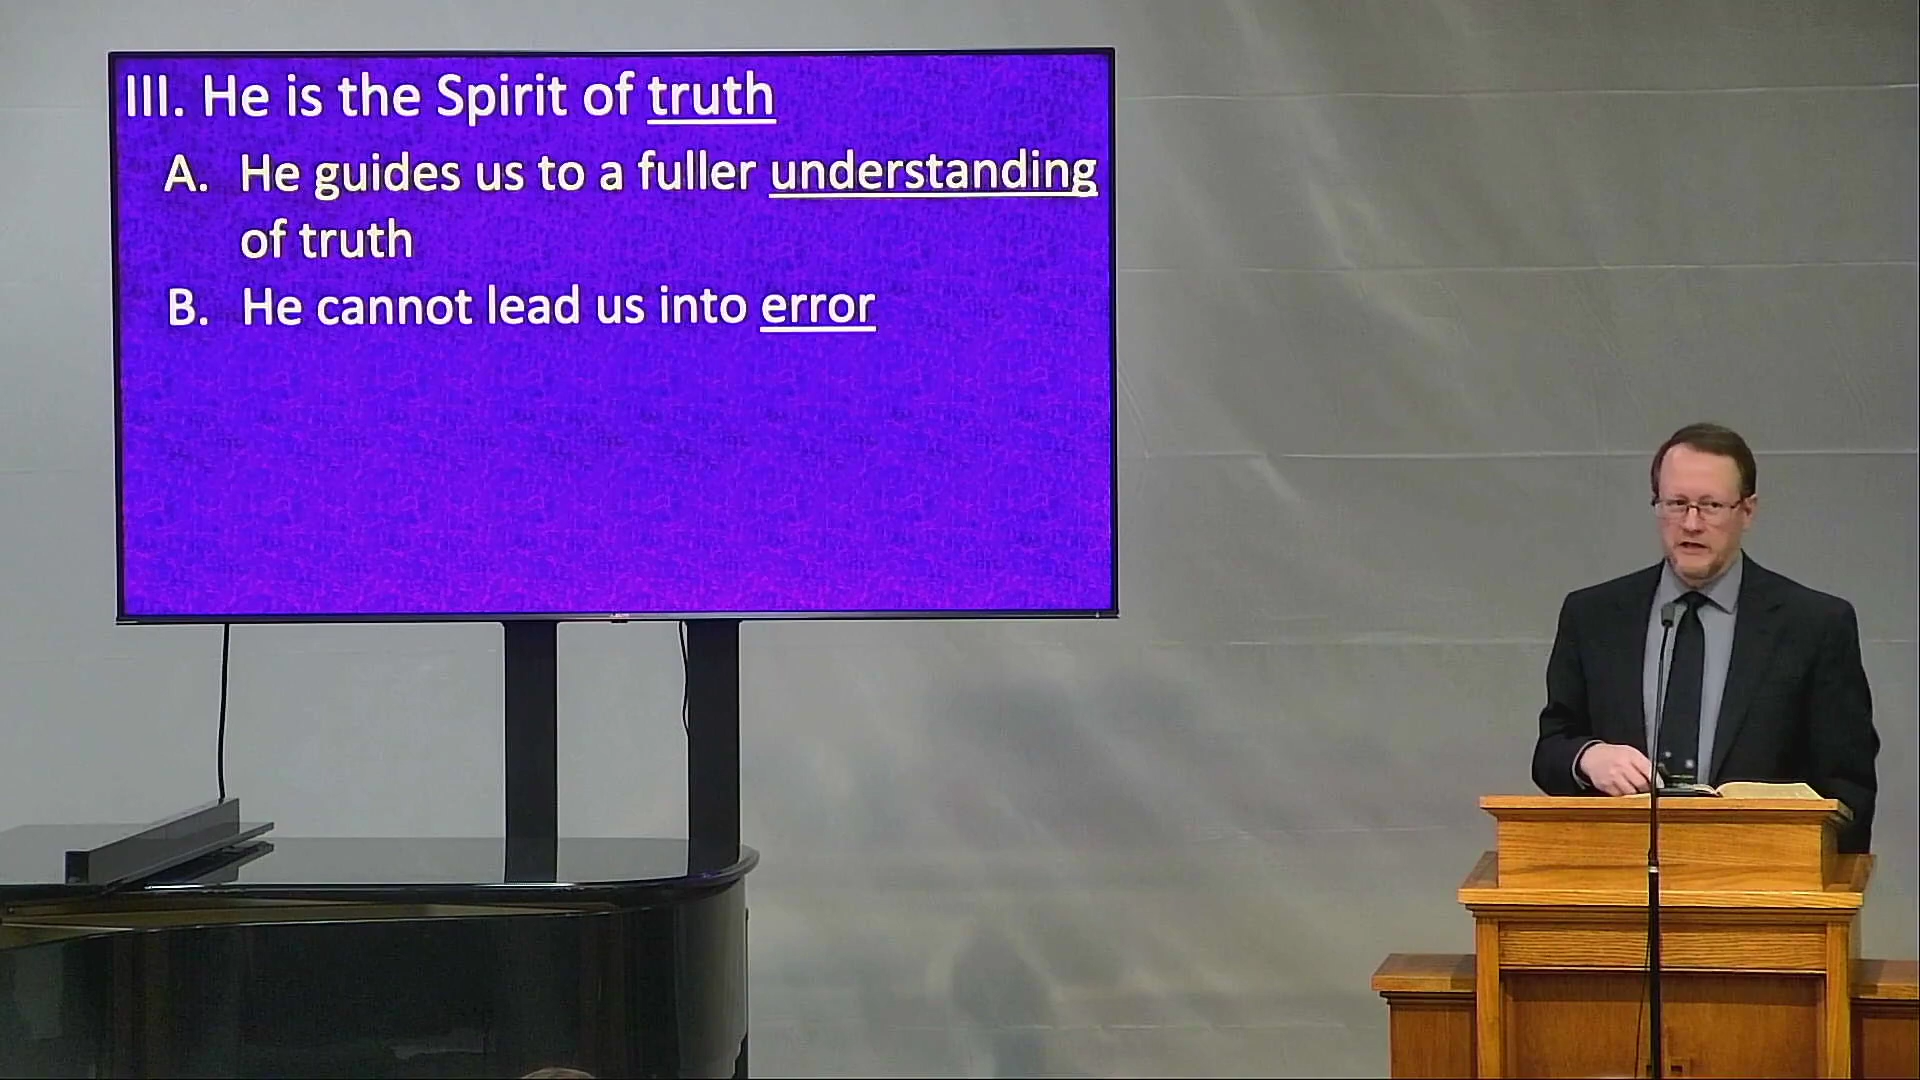 III. He is the Spirit of truth
A. He guides us to a fuller understanding
of truth
B. He cannot lead us into error